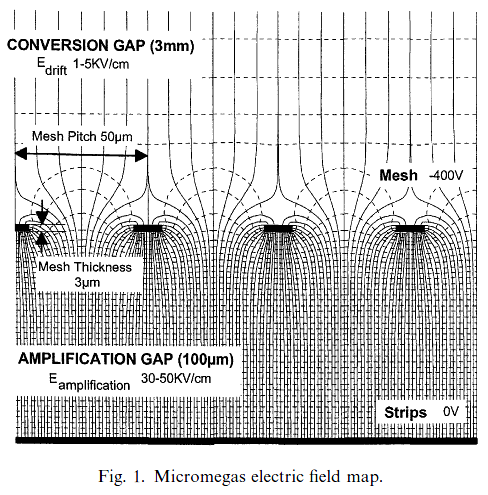 CONVERSION GAP (3mm)
Edrift 1-5KV/cm
Mesh Pitch 50µm
Mesh -400V
Mesh Thickness
3µm
AMPLIFICATION GAP (100µm)
Eamplification 30-50KV/cm
Strips 0V
Fig. 1. Micromegas electric field map.